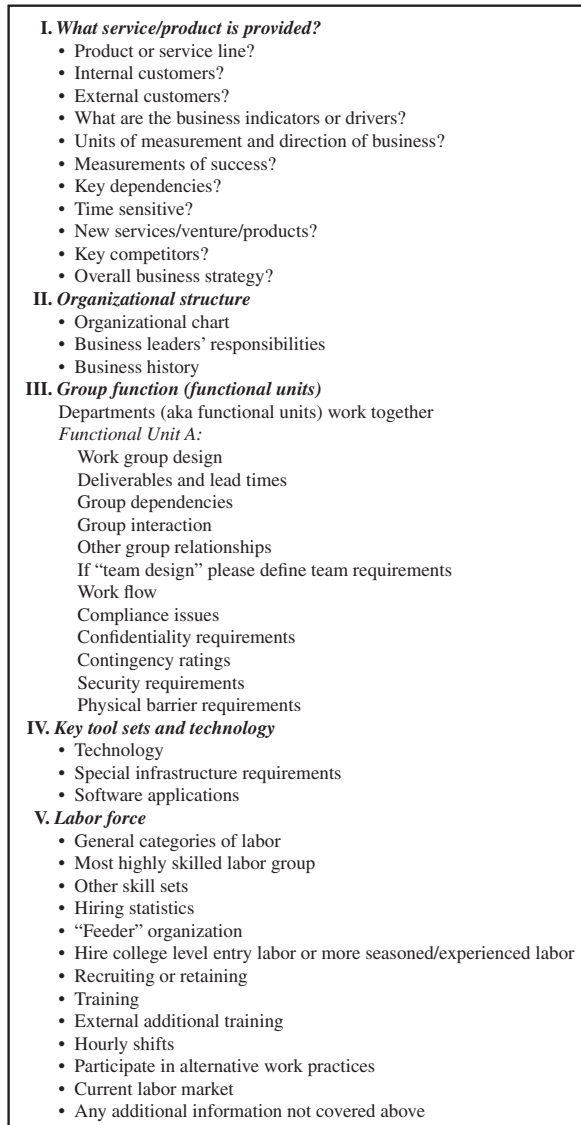 I. What service/product is provided?
• Product or service line?
• Internal customers?
• External customers?
• What are the business indicators or drivers?
• Units of measurement and direction of business?
• Measurements of success?
• Key dependencies?
• Time sensitive?
• New services/venture/products?
• Key competitors?
• Overall business strategy?
II. Organizational structure
• Organizational chart
• Business leaders’ responsibilities
• Business history
III. Group function (functional units)
Departments (aka functional units) work together
Functional Unit A:
Work group design
Deliverables and lead times
Group dependencies
Group interaction
Other group relationships
If “team design” please define team requirements
Work flow
Compliance issues
Confidentiality requirements
Contingency ratings
Security requirements
Physical barrier requirements
IV. Key tool sets and technology
• Technology
• Special infrastructure requirements
• Software applications
V. Labor force
• General categories of labor
• Most highly skilled labor group
• Other skill sets
• Hiring statistics
• “Feeder” organization
• Hire college level entry labor or more seasoned/experienced labor
• Recruiting or retaining
• Training
• External additional training
• Hourly shifts
• Participate in alternative work practices
• Current labor market
• Any additional information not covered above